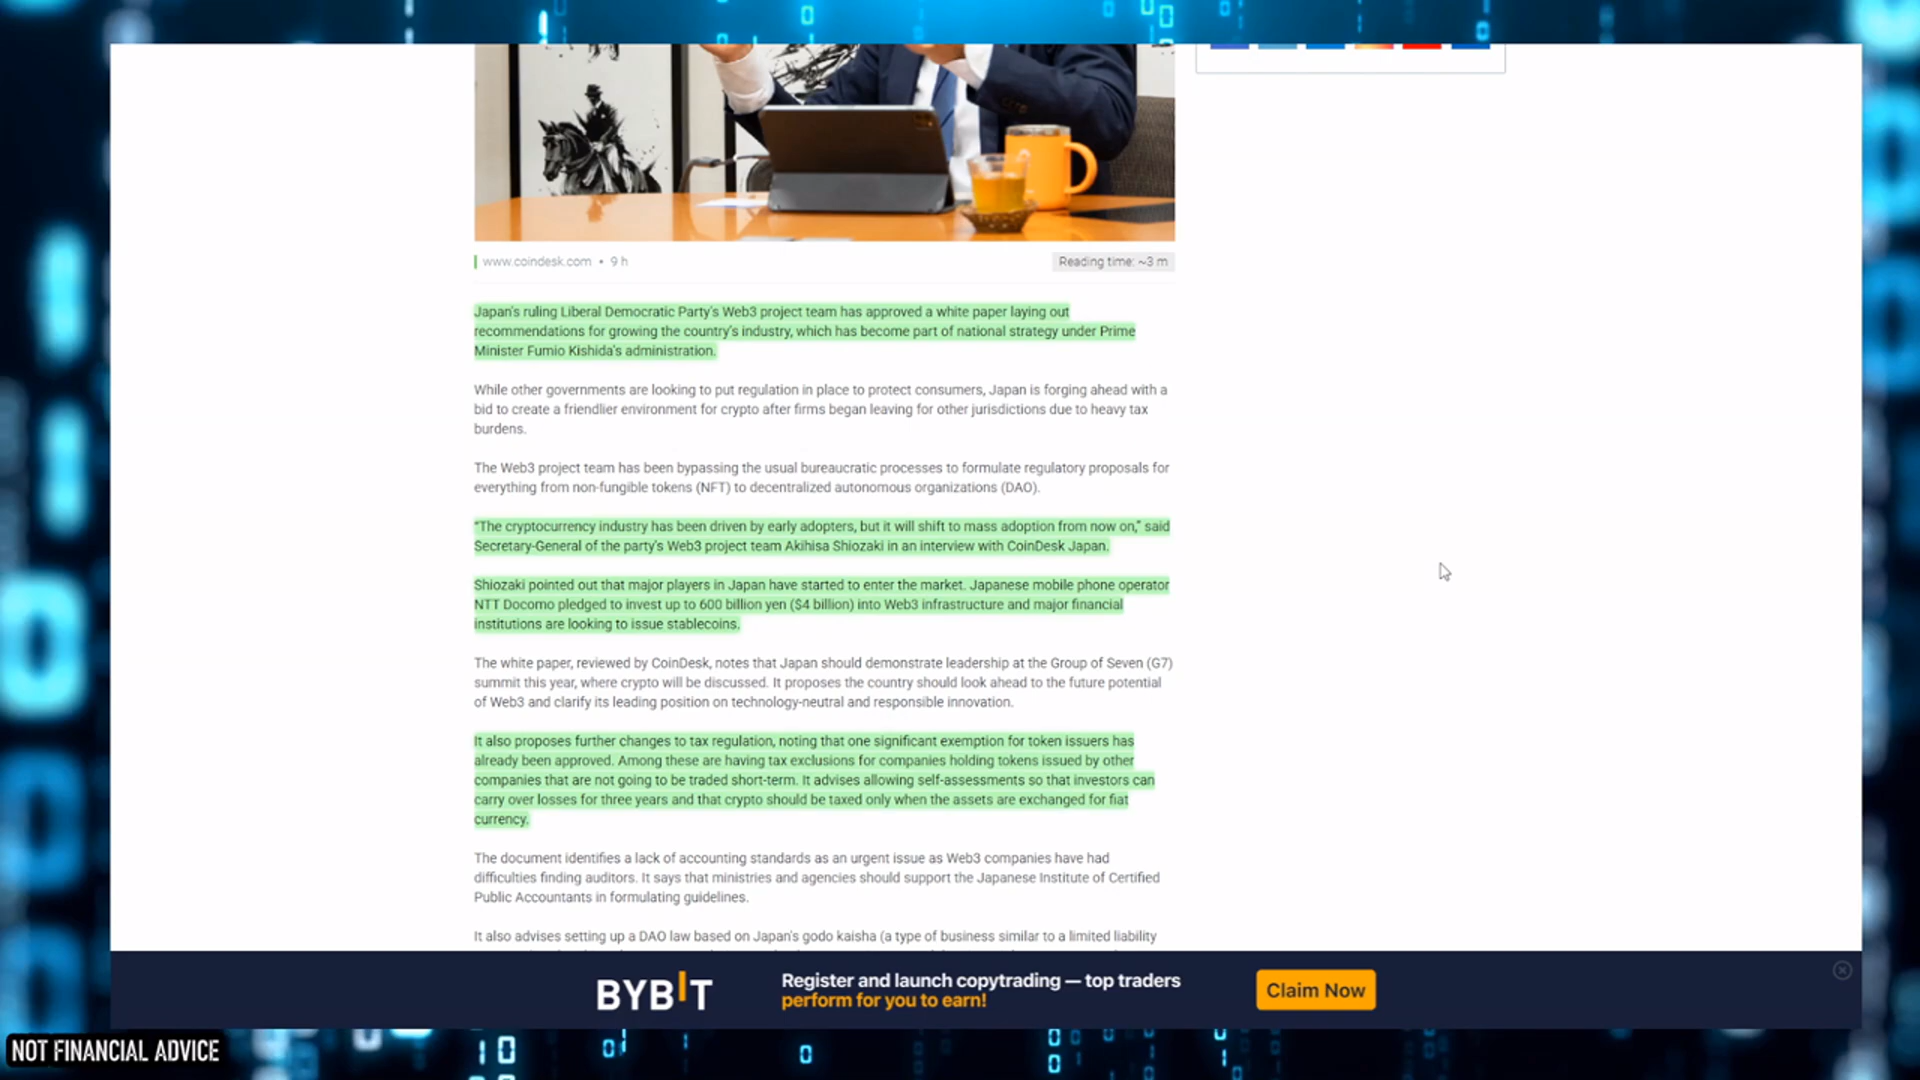 www.coindesk.com • 9 h
Reading time: ~3 m
Japan's ruling Liberal Democratic Party's Web3 project team has approved a white paper laying out
recommendations for growing the country's industry, which has become part of national strategy under Prime
Minister Fumio Kishida's administration.
While other governments are looking to put regulation in place to protect consumers, Japan is forging ahead with a
bid to create a friendlier environment for crypto after firms began leaving for other jurisdictions due to heavy tax
burdens.
The Web3 project team has been bypassing the usual bureaucratic processes to formulate regulatory proposals for
everything from non-fungible tokens (NFT) to decentralized autonomous organizations (DAO).
“The cryptocurrency industry has been driven by early adopters, but it will shift to mass adoption from now on,” said
Secretary-General of the party's Web3 project team Akihisa Shiozaki in an interview with CoinDesk Japan.
Shiozaki pointed out that major players in Japan have started to enter the market. Japanese mobile phone operator
NTT Docomo pledged to invest up to 600 billion yen ($4 billion) into Web3 infrastructure and major financial
institutions are looking to issue stablecoins.
The white paper, reviewed by CoinDesk, notes that Japan should demonstrate leadership at the Group of Seven (G7)
summit this year, where crypto will be discussed. It proposes the country should look ahead to the future potential
of Web3 and clarify its leading position on technology-neutral and responsible innovation.
It also proposes further changes to tax regulation, noting that one significant exemption for token issuers has
already been approved. Among these are having tax exclusions for companies holding tokens issued by other
companies that are not going to be traded short-term. It advises allowing self-assessments so that investors can
carry over losses for three years and that crypto should be taxed only when the assets are exchanged for fiat
currency.
The document identifies a lack of accounting standards as an urgent issue as Web3 companies have had
difficulties finding auditors. It says that ministries and agencies should support the Japanese Institute of Certified
Public Accountants in formulating guidelines.
It also advises setting up a DAO law based on Japan's godo kaisha (a type of business similar to a limited liability
BYBIT
Register and launch copytrading — top traders
perform for you to earn!
Claim Now
NOT FINANCIAL ADVICE